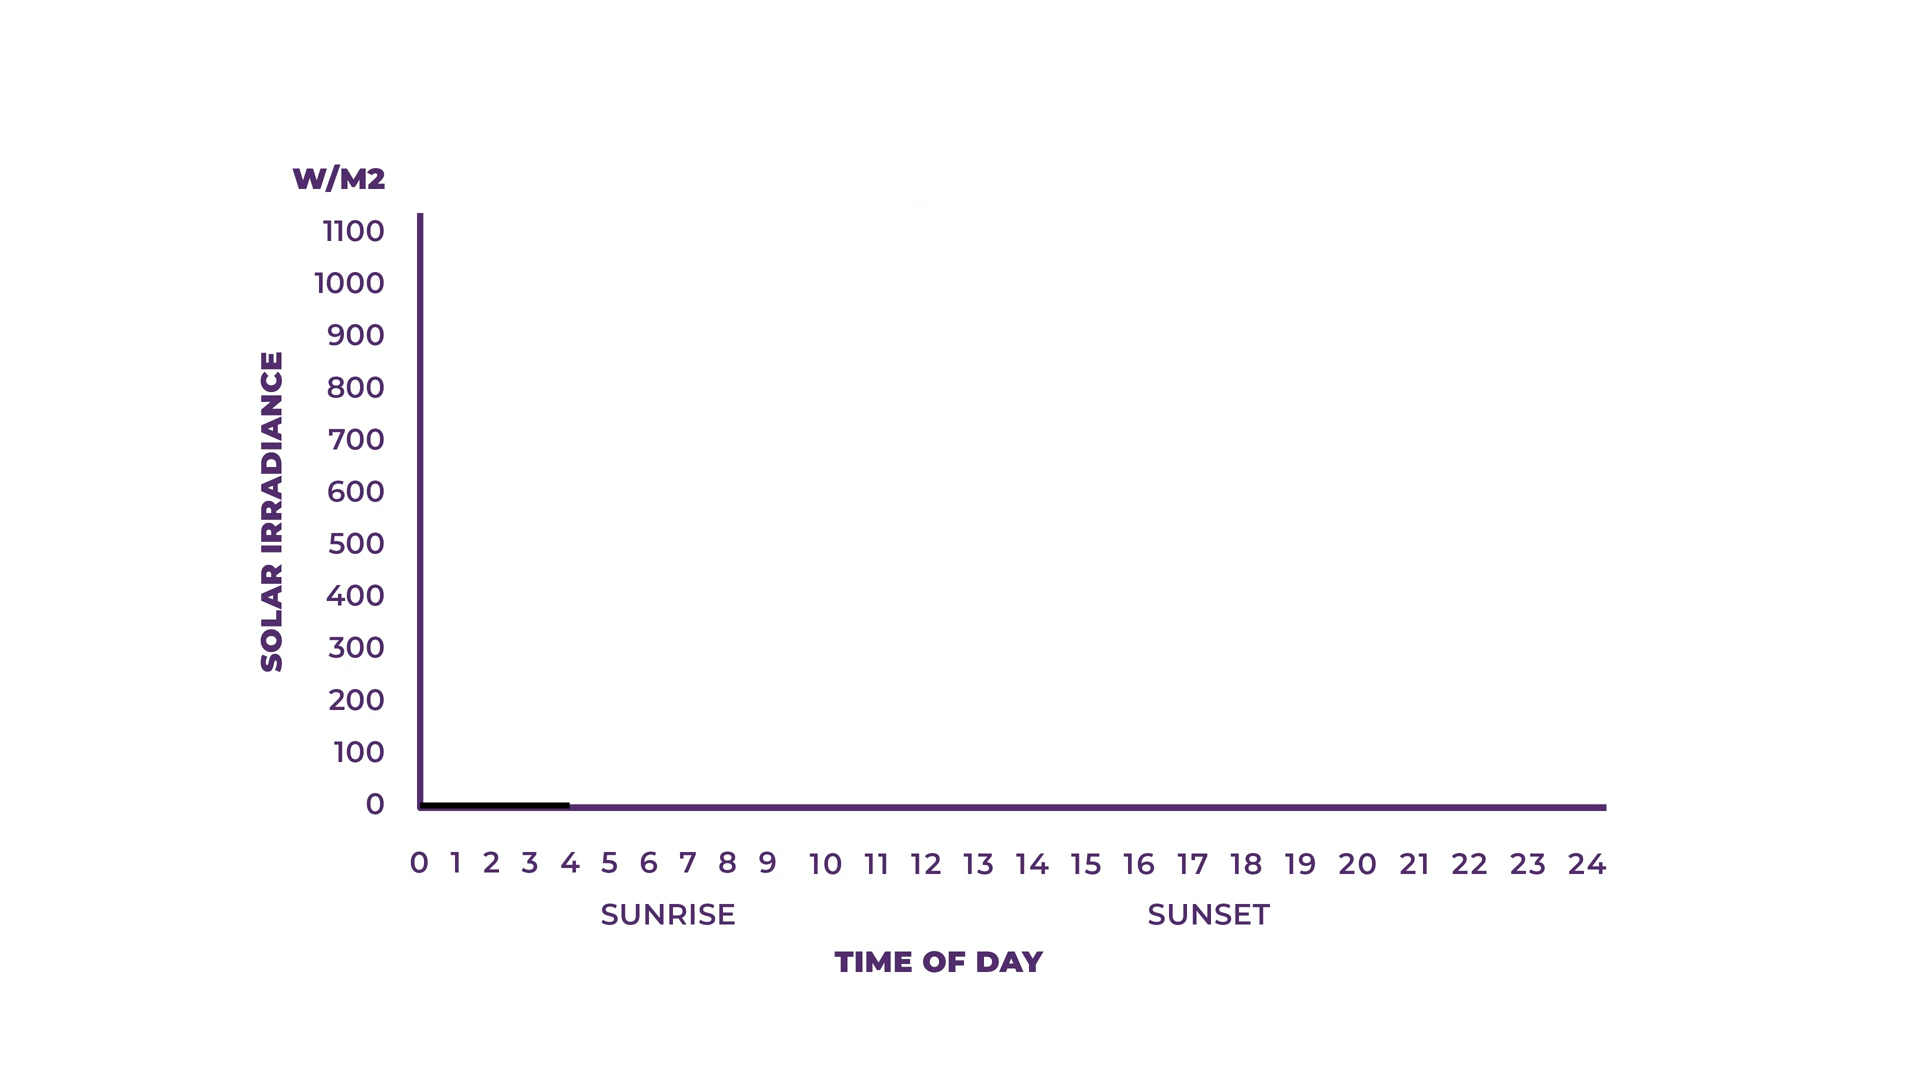 W/M2
1100
1000
900
800
700
600
500
400
300
200
100
0
SOLAR IRRADIANCE
0 1 2 3 4 5 6 7 8 9 10 11 12 13 14 15 16 17 18 19 20 21 22 23 24
SUNRISE SUNSET
TIME OF DAY